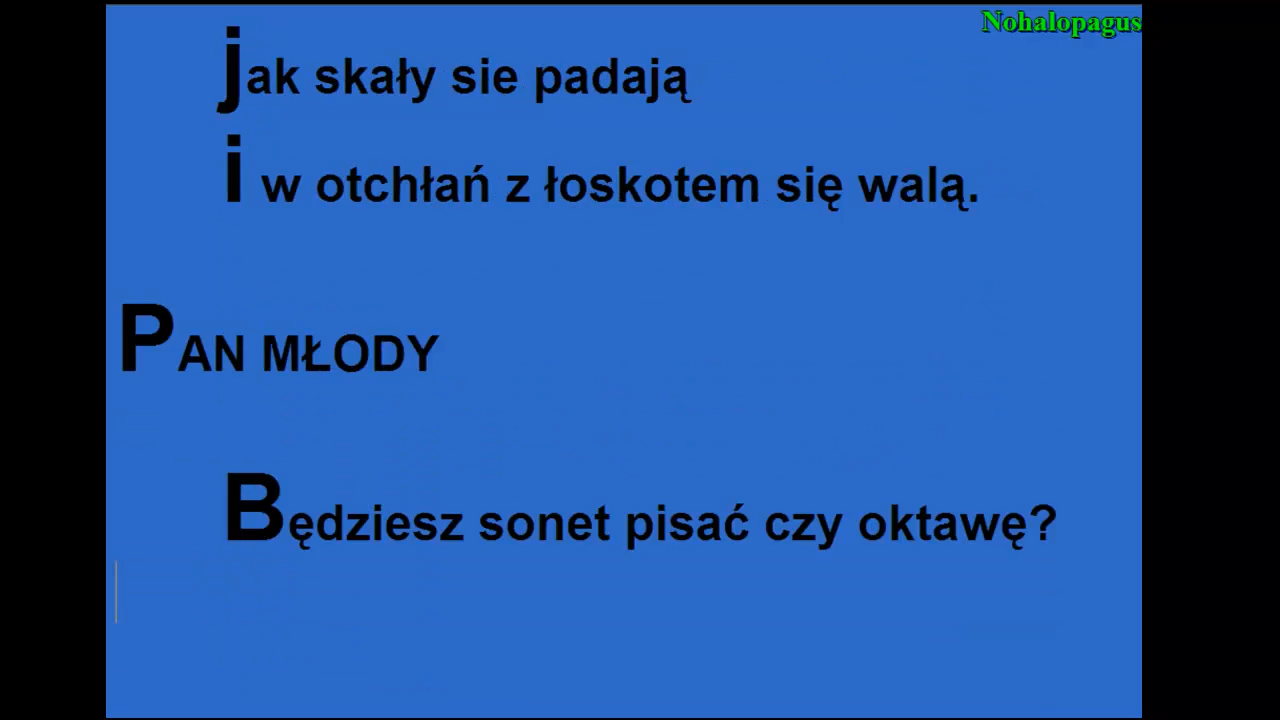 Nohalopagus
jak skały sie padają
i w otchłań z łoskotem się walą.
PAN MŁODY
Będziesz sonet pisać czy oktawę?